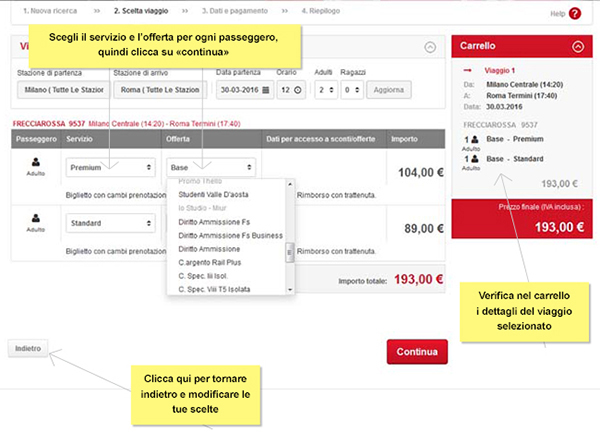 1. Nuova ricerca
2. Scelta viaggio
3. Dati e pagamento
4. Riepilogo
Help ?
Scegli il servizio e l'offerta per ogni passeggero,
quindi clicca su «continua»
Vi
Stazione di partenza
Stazione di arrivo
Data partenza
Orario
Adulti
Ragazzi
Milano ( Tutte Le Stazior
Roma ( Tutte Le Stazion
30-03-2016
12
2
0
Aggiorna
FRECCIAROSSA 9537 Milano Centrale (14:20) - Roma Termini (17:40)
Passeggero
Servizio
Offerta
Dati per accesso a sconti/offerte
Importo
Adulto
Premium
Base
104,00 €
Biglietto con cambi prenotazion
Rimborso con trattenuta.
Promo Thello
Studenti Valle D'aosta
Io Studio - Miur
Diritto Ammissione Fs
Diritto Ammissione Fs Business
Diritto Ammissione
C.argento Rail Plus
C. Spec. Iii Isol.
C. Spec. Viii T5 Isolata
Adulto
Standard
89,00 €
Biglietto con cambi prenotazion
Rimborso con trattenuta.
Importo totale: 193,00 €
Carrello
Viaggio 1
Da: Milano Centrale (14:20)
A: Roma Termini (17:40)
Data: 30.03.2016
FRECCIAROSSA 9537
1 Base - Premium
Adulto
1 Base - Standard
Adulto
193,00 €
Prezzo finale (IVA inclusa) :
193,00 €
Verifica nel carrello
i dettagli del viaggio
selezionato
Indietro
Continua
Clicca qui per tornare
indietro e modificare le
tue scelte